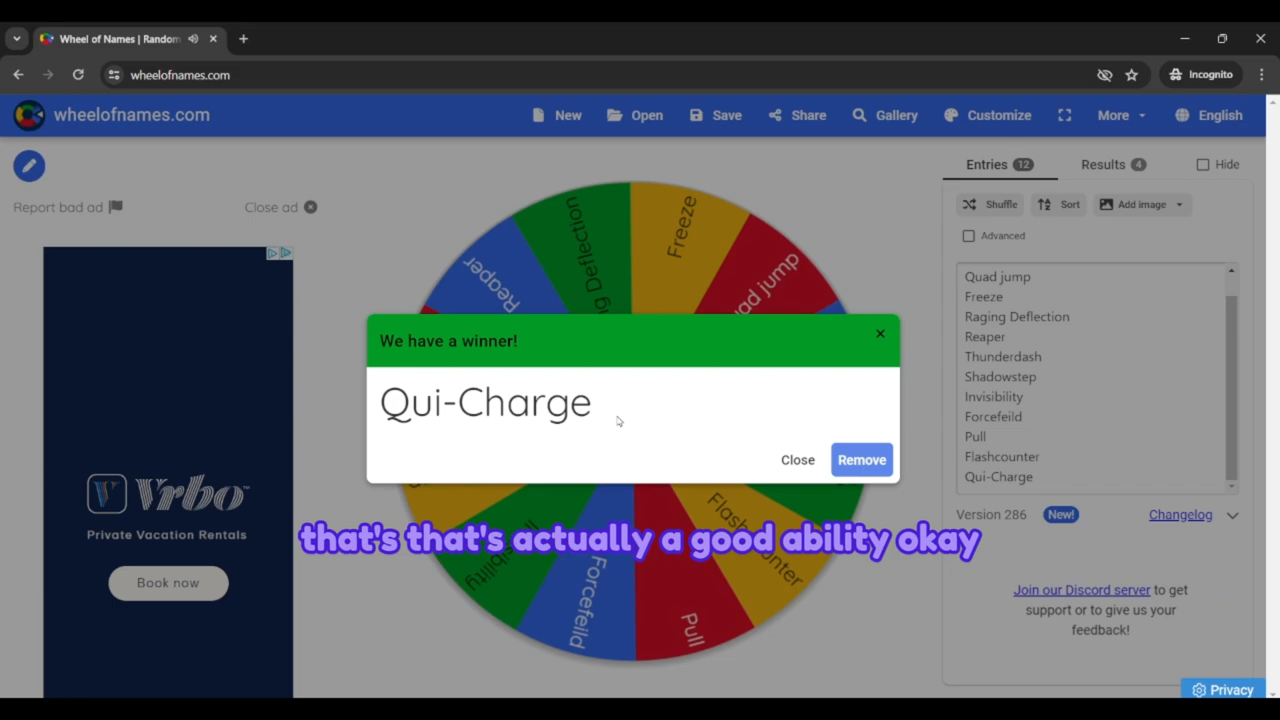 Wheel of Names | Random
wheelofnames.com
Incognito
wheelofnames.com
New
Open
Save
Share
Gallery
Customize
More
English
Report bad ad
Close ad
Entries 12
Results 4
Hide
Shuffle
Sort
Add image
Advanced
Quad jump
Freeze
Raging Deflection
Reaper
Thunderdash
Shadowstep
Invisibility
Forcefeild
Pull
Flashcounter
Qui-Charge
Version 286
New!
Changelog
Join our Discord server to get
support or to give us your
feedback!
Privacy
Vrbo
Private Vacation Rentals
Book now
Reaper
g Deflection
Freeze
ad jump
We have a winner!
Qui-Charge
Close
Remove
that's that's actually a good ability okay
ibility
Forcefeild
Pull
Flash
unter